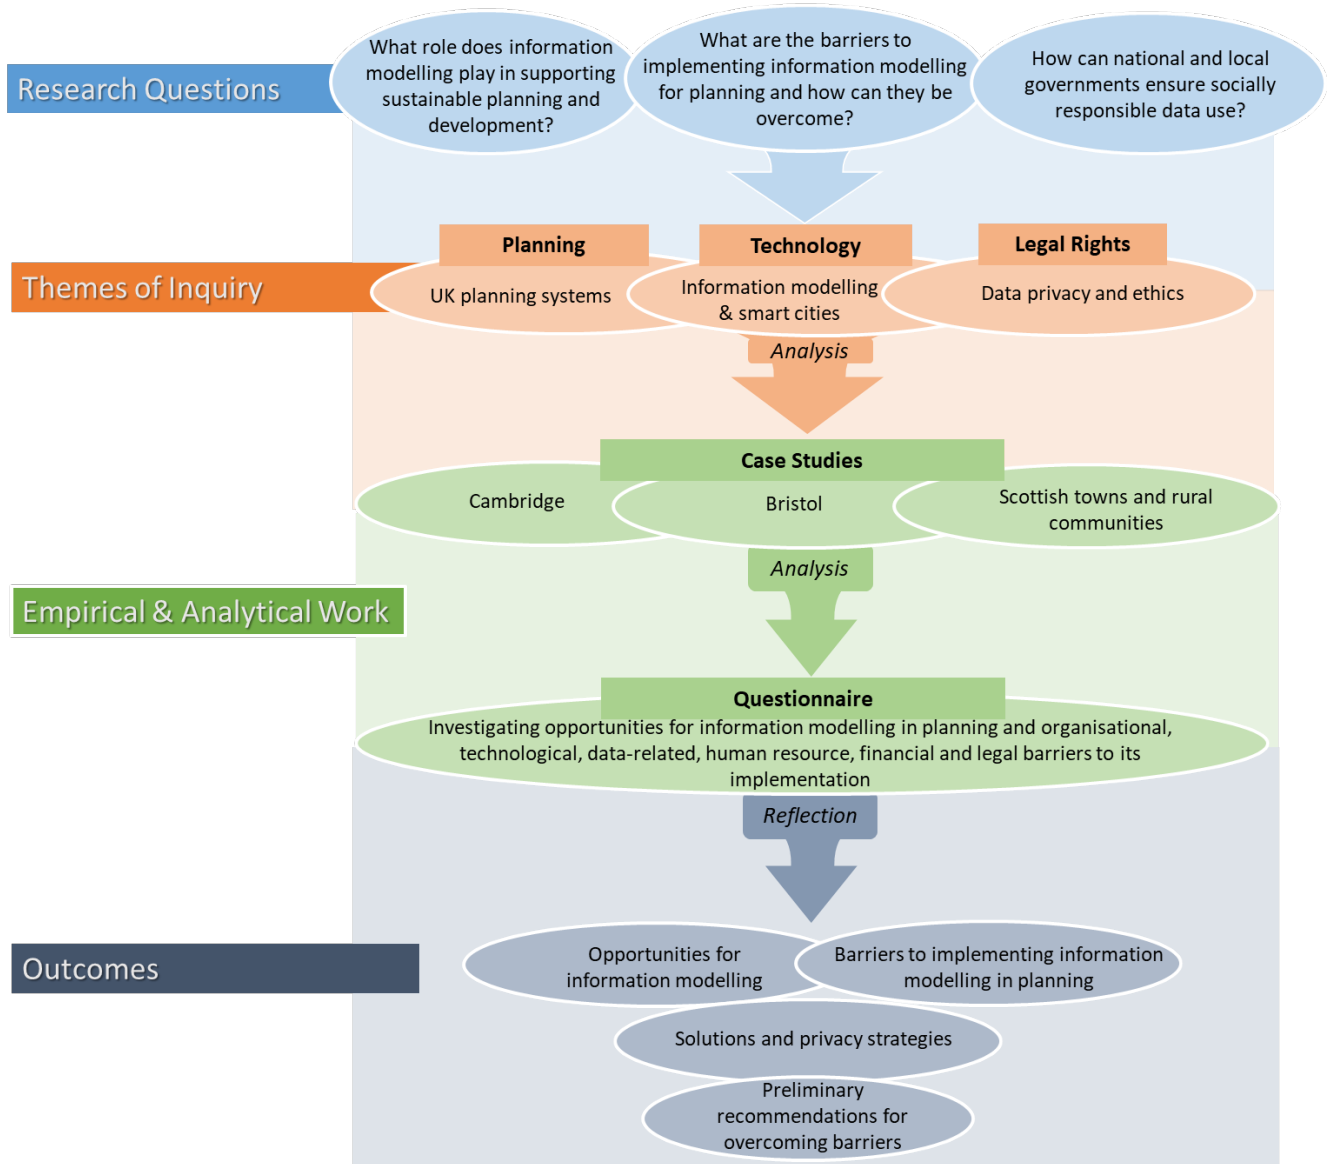 Research Questions
What role does information
modelling play in supporting
sustainable planning and
development?
What are the barriers to
implementing information modelling
for planning and how can they be
overcome?
How can national and local
governments ensure socially
responsible data use?
Themes of Inquiry
Planning
UK planning systems
Technology
Information modelling
& smart cities
Legal Rights
Data privacy and ethics
Analysis
Case Studies
Cambridge
Bristol
Scottish towns and rural
communities
Analysis
Empirical & Analytical Work
Questionnaire
Investigating opportunities for information modelling in planning and organisational,
technological, data-related, human resource, financial and legal barriers to its
implementation
Reflection
Outcomes
Opportunities for
information modelling
Barriers to implementing information
modelling in planning
Solutions and privacy strategies
Preliminary
recommendations for
overcoming barriers